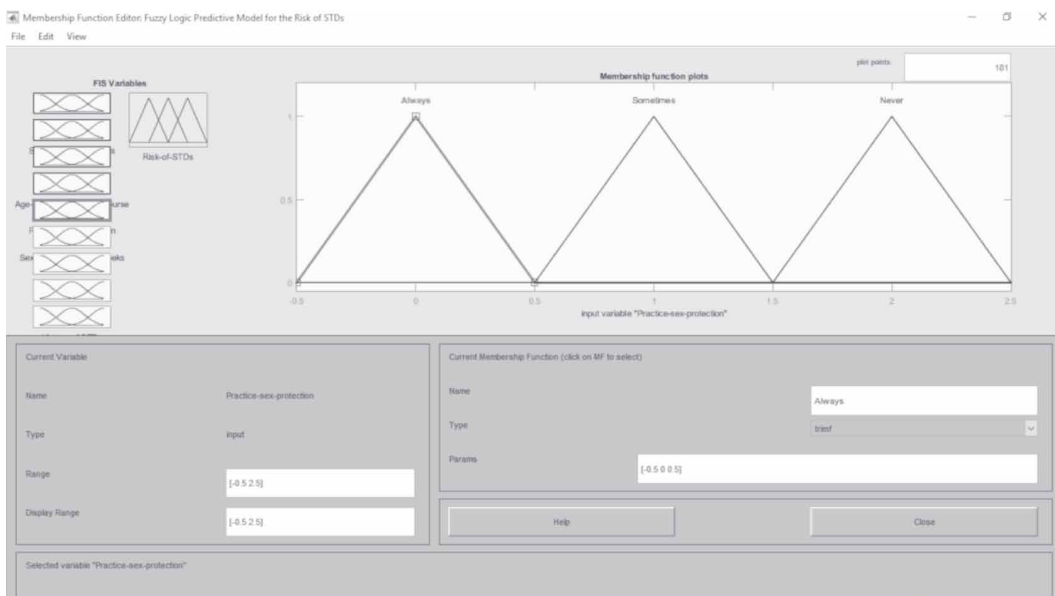 Membership Function Editor: Fuzzy Logic Predictive Model for the Risk of STDs
File Edit View
plot points:
181
FIS Variables
Membership function plots
Risk-of-STDs
Always
Sometimes
Never
1
0.5
0
-0.5
0
0.5
1
1.5
2
2.5
input variable "Practice-sex-protection"
Current Variable
Name
Practice-sex-protection
Type
input
Range
[-0.5 2.5]
Display Range
[-0.5 2.5]
Current Membership Function (click on MF to select)
Name
Always
Type
trimf
Params
[-0.5 0 0.5]
Help
Close
Selected variable "Practice-sex-protection"